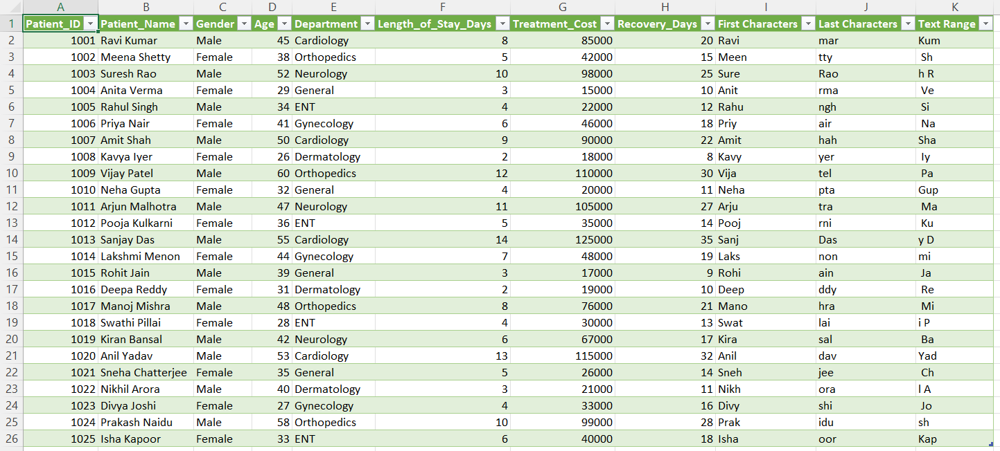 A B C D E F G H I J K
1 Patient_ID Patient_Name Gender Age Department Length_of_Stay_Days Treatment_Cost Recovery_Days First Characters Last Characters Text Range
2 1001 Ravi Kumar Male 45 Cardiology 8 85000 20 Ravi mar Kum
3 1002 Meena Shetty Female 38 Orthopedics 5 42000 15 Meen tty Sh
4 1003 Suresh Rao Male 52 Neurology 10 98000 25 Sure Rao h R
5 1004 Anita Verma Female 29 General 3 15000 10 Anit rma Ve
6 1005 Rahul Singh Male 34 ENT 4 22000 12 Rahu ngh Si
7 1006 Priya Nair Female 41 Gynecology 6 46000 18 Priy air Na
8 1007 Amit Shah Male 50 Cardiology 9 90000 22 Amit hah Sha
9 1008 Kavya Iyer Female 26 Dermatology 2 18000 8 Kavy yer Iy
10 1009 Vijay Patel Male 60 Orthopedics 12 110000 30 Vija tel Pa
11 1010 Neha Gupta Female 32 General 4 20000 11 Neha pta Gup
12 1011 Arjun Malhotra Male 47 Neurology 11 105000 27 Arju tra Ma
13 1012 Pooja Kulkarni Female 36 ENT 5 35000 14 Pooj rni Ku
14 1013 Sanjay Das Male 55 Cardiology 14 125000 35 Sanj Das y D
15 1014 Lakshmi Menon Female 44 Gynecology 7 48000 19 Laks non mi
16 1015 Rohit Jain Male 39 General 3 17000 9 Rohi ain Ja
17 1016 Deepa Reddy Female 31 Dermatology 2 19000 10 Deep ddy Re
18 1017 Manoj Mishra Male 48 Orthopedics 8 76000 21 Mano hra Mi
19 1018 Swathi Pillai Female 28 ENT 4 30000 13 Swat lai i P
20 1019 Kiran Bansal Male 42 Neurology 6 67000 17 Kira sal Ba
21 1020 Anil Yadav Male 53 Cardiology 13 115000 32 Anil dav Yad
22 1021 Sneha Chatterjee Female 35 General 5 26000 14 Sneh jee Ch
23 1022 Nikhil Arora Male 40 Dermatology 3 21000 11 Nikh ora l A
24 1023 Divya Joshi Female 27 Gynecology 4 33000 16 Divy shi Jo
25 1024 Prakash Naidu Male 58 Orthopedics 10 99000 28 Prak idu sh
26 1025 Isha Kapoor Female 33 ENT 6 40000 18 Isha oor Kap